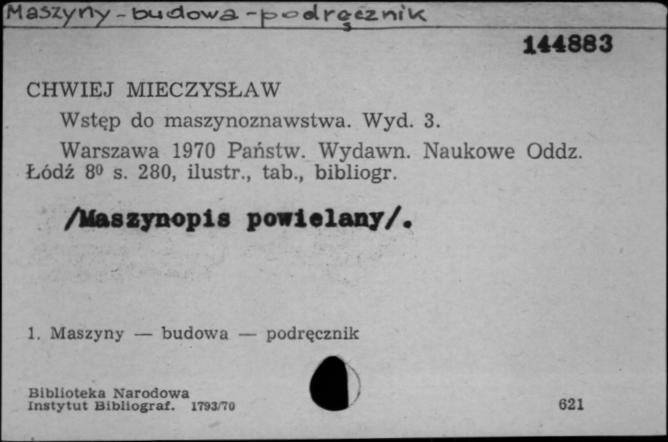 Maszyny - budowa - podręcznik
144883
CHWIEJ MIECZYSŁAW
Wstęp do maszynoznawstwa. Wyd. 3.
Warszawa 1970 Państw. Wydawn. Naukowe Oddz.
Łódź 8⁰ s. 280, ilustr., tab., bibliogr.
/Maszynopis powielany/.
1. Maszyny — budowa — podręcznik
Biblioteka Narodowa
Instytut Bibliograf. 1793/70
621